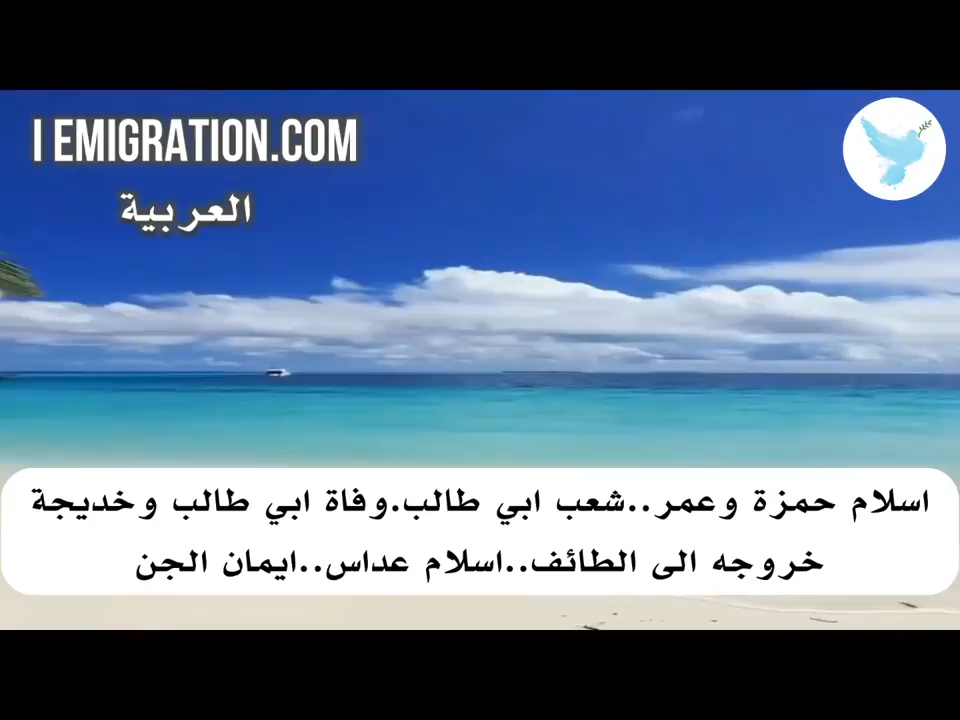 I EMIGRATION.COM
العربية
اسلام حمزة وعمر..شعب ابي طالب.وفاة ابي طالب وخديجة
خروجه الى الطائف..اسلام عداس..ايمان الجن